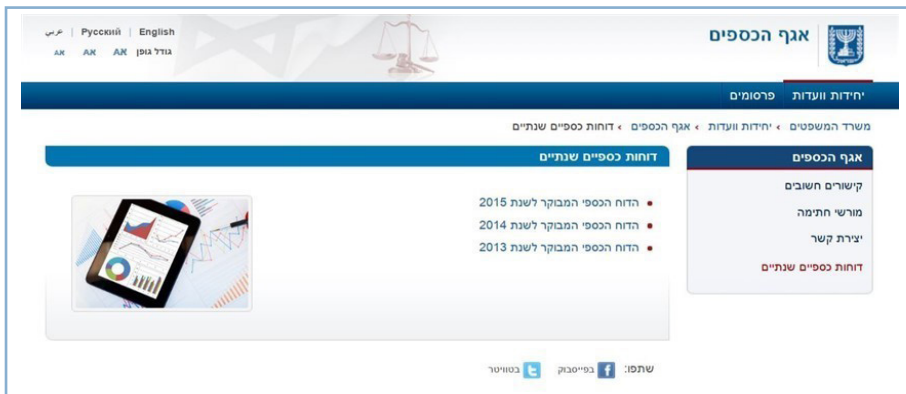 عربي | Русский | English
גודל גופן AA AA AA
אגף הכספים
יחידות וועדות פרסומים
משרד המשפטים › יחידות וועדות › אגף הכספים › דוחות כספיים שנתיים
אגף הכספים
קישורים חשובים
מורשי חתימה
יצירת קשר
דוחות כספיים שנתיים
דוחות כספיים שנתיים
• הדוח הכספי המבוקר לשנת 2015
• הדוח הכספי המבוקר לשנת 2014
• הדוח הכספי המבוקר לשנת 2013
שתפו: בפייסבוק בטוויטר